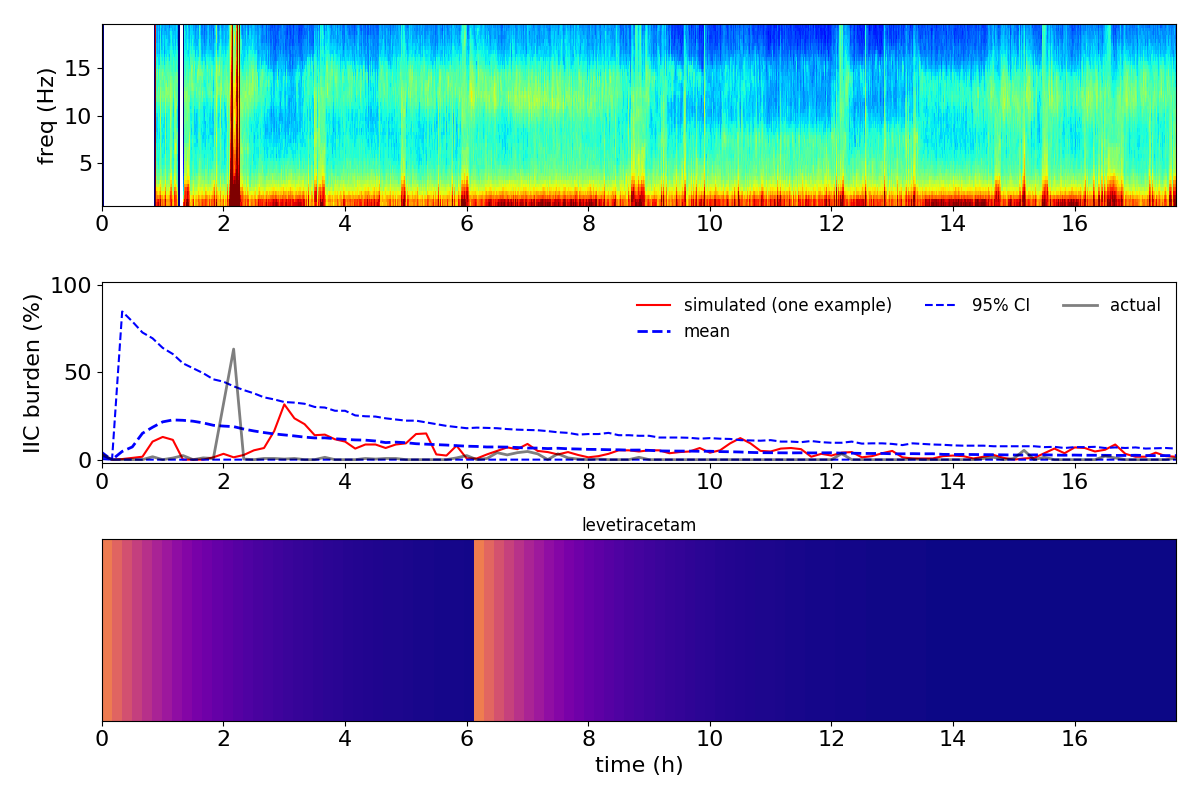 freq (Hz)
15
10
5
0 2 4 6 8 10 12 14 16
IIC burden (%)
100
50
0
simulated (one example) 95% CI actual
mean
0 2 4 6 8 10 12 14 16
levetiracetam
0 2 4 6 8 10 12 14 16
time (h)